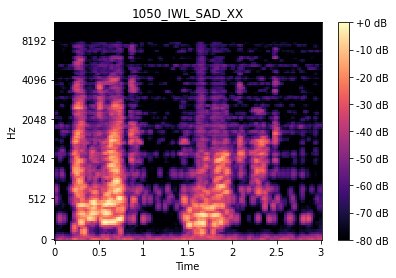 1050_IWL_SAD_XX
+0 dB
8192
-10 dB
4096
-20 dB
-30 dB
2048
-40 dB
Hz
1024
-50 dB
512
-60 dB
-70 dB
0
-80 dB
0 0.5 1 1.5 2 2.5 3
Time